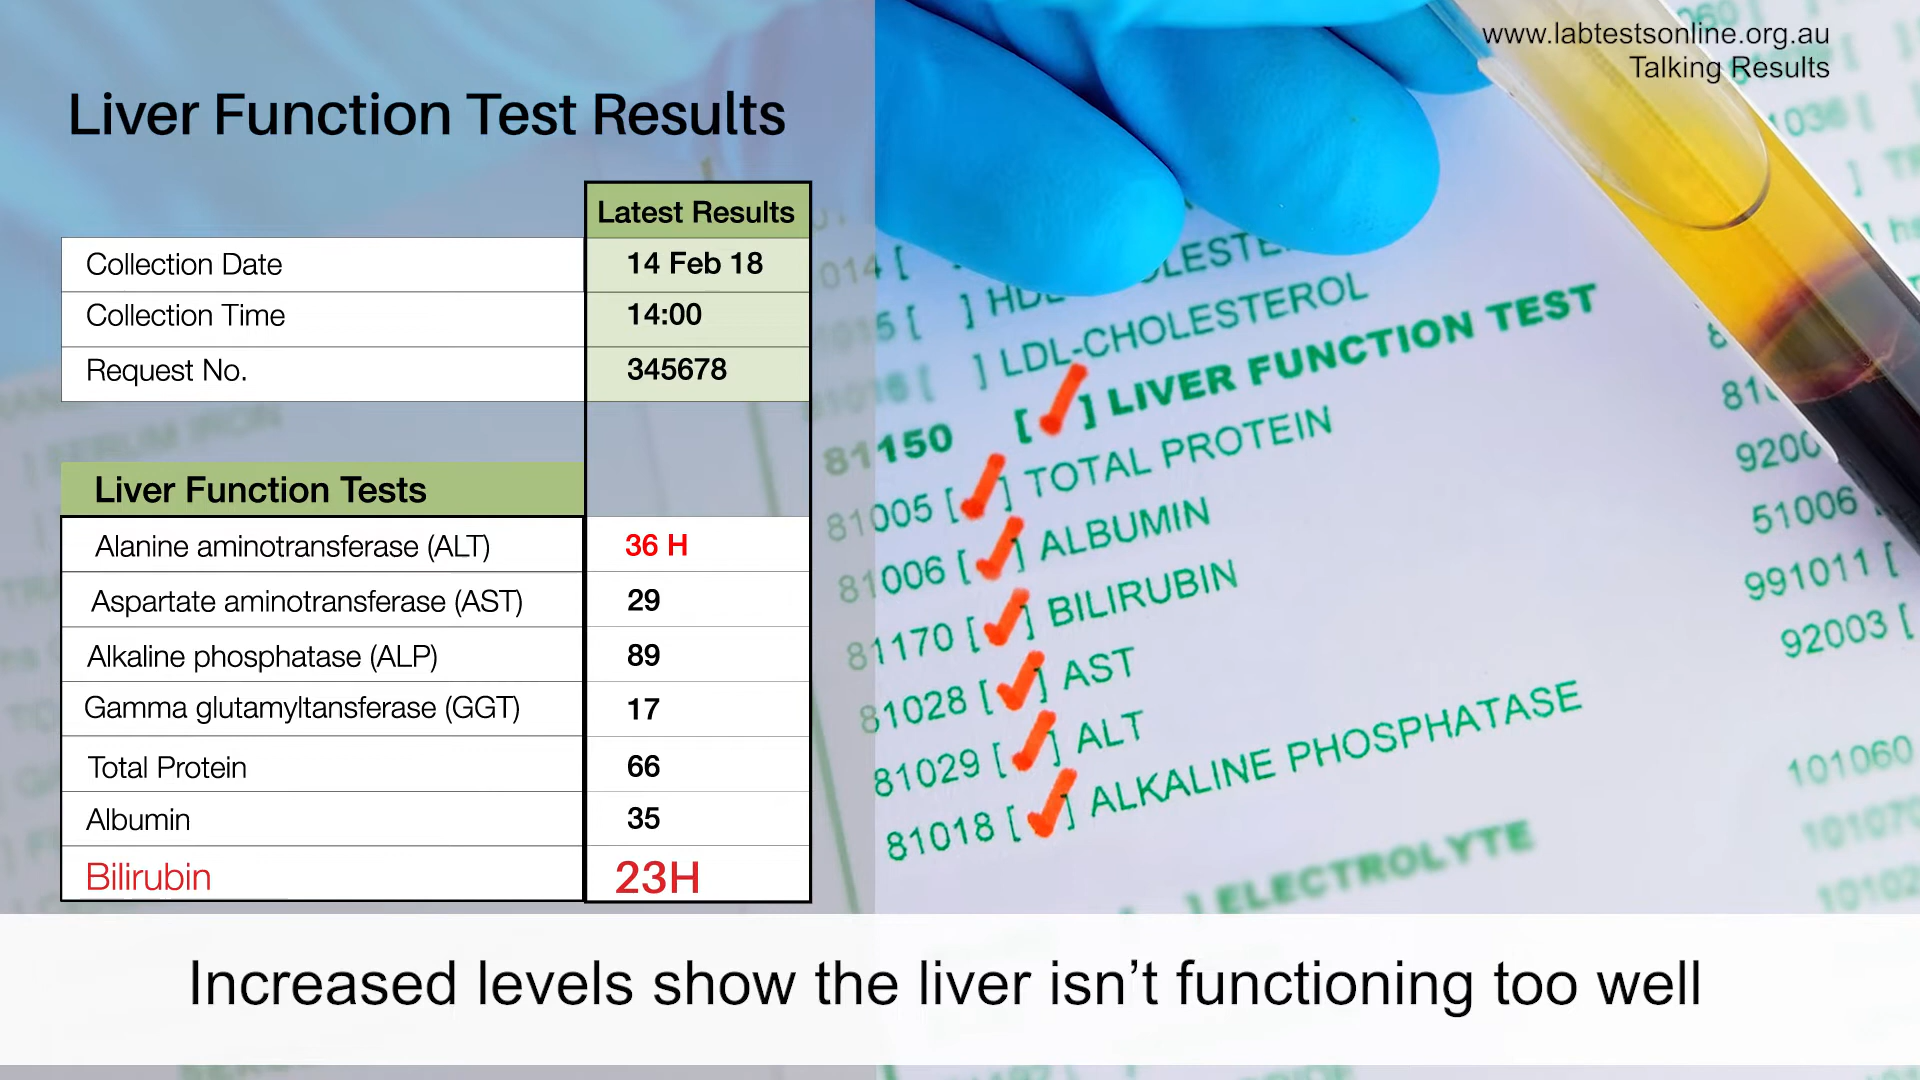 www.labtestsonline.org.au
Talking Results
Liver Function Test Results
Latest Results
Collection Date 14 Feb 18
Collection Time 14:00
Request No. 345678
Liver Function Tests
Alanine aminotransferase (ALT) 36 H
Aspartate aminotransferase (AST) 29
Alkaline phosphatase (ALP) 89
Gamma glutamyltansferase (GGT) 17
Total Protein 66
Albumin 35
Bilirubin 23H
] LDL-CHOLESTEROL
81150 [ ] LIVER FUNCTION TEST
81005 [ ] TOTAL PROTEIN
81006 [ ] ALBUMIN
81170 [ ] BILIRUBIN
81028 [ ] AST
81029 [ ] ALT
81018 [ ] ALKALINE PHOSPHATASE
] ELECTROLYTE
51006
991011 [
92003 [
101060
Increased levels show the liver isn’t functioning too well